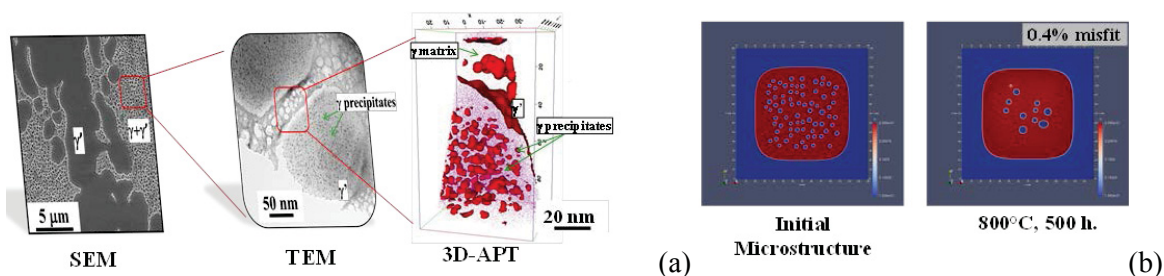 γ'
γ+γ'
5 μm
SEM
γ precipitates
γ'
50 nm
TEM
γ matrix
γ'
γ precipitates
20 nm
3D-APT
(a)
Initial
Microstructure
0.4% misfit
800°C, 500 h.
(b)